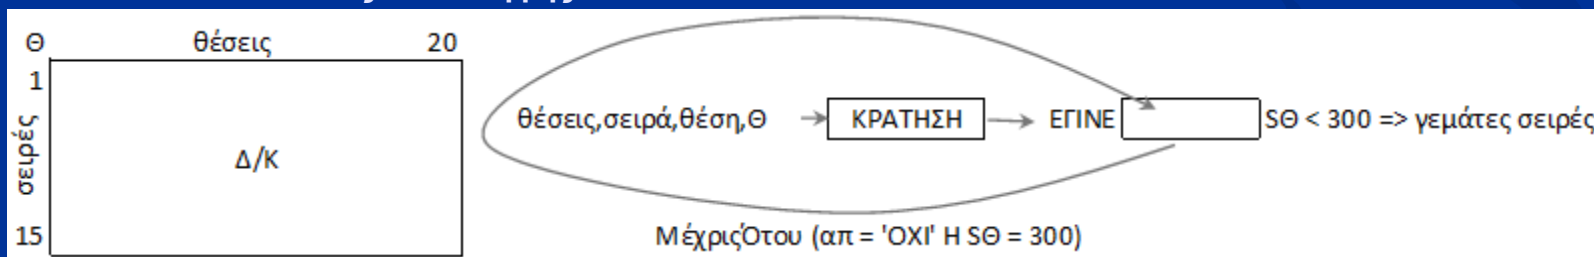 Θ θέσεις 20
1
σειρές
Δ/Κ
15
θέσεις,σειρά,θέση,Θ ΚΡΑΤΗΣΗ ΕΓΙΝΕ SΘ < 300 => γεμάτες σειρές
ΜέχριςΌτου (απ = 'ΟΧΙ' Η SΘ = 300)